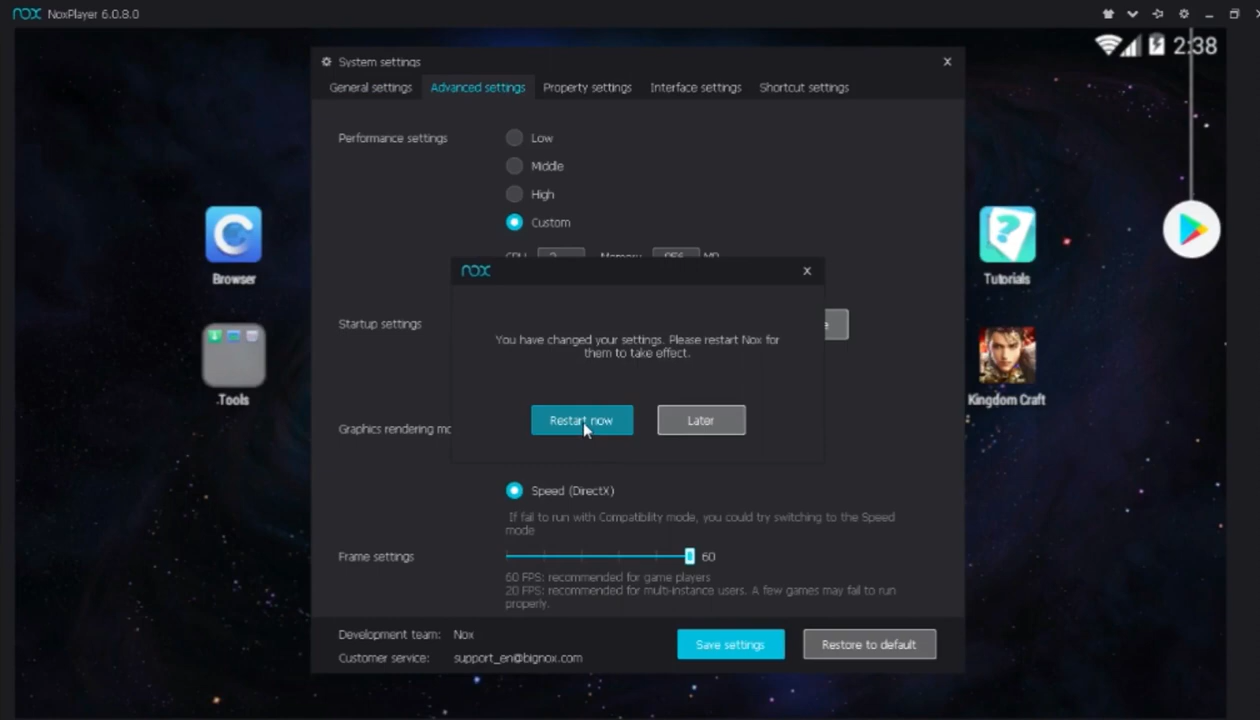 nox NoxPlayer 6.0.8.0
2:38
System settings
General settings Advanced settings Property settings Interface settings Shortcut settings
Performance settings
Low
Middle
High
Custom
nox
You have changed your settings. Please restart Nox for
them to take effect.
Restart now Later
Startup settings
Graphics rendering mo
Speed (DirectX)
If fail to run with Compatibility mode, you could try switching to the Speed
mode
Frame settings 60
60 FPS: recommended for game players
20 FPS: recommended for multi-instance users. A few games may fail to run
properly.
Development team: Nox
Customer service: support_en@bignox.com
Save settings Restore to default
Browser
Tools
Tutorials
Kingdom Craft